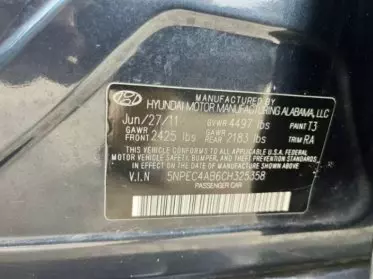 MANUFACTURED BY
HYUNDAI MOTOR MANUFACTURING ALABAMA, LLC
Jun/27/11 GVWR 4497 lbs PAINT T3
GAWR FRONT 2425 lbs GAWR REAR 2183 lbs TRIM RA
THIS VEHICLE CONFORMS TO ALL APPLICABLE
FEDERAL MOTOR VEHICLE SAFETY, BUMPER, AND THEFT
PREVENTION STANDARDS IN EFFECT ON THE DATE OF
MANUFACTURE SHOWN ABOVE.
V.I.N 5NPEC4AB6CH325358
PASSENGER CAR